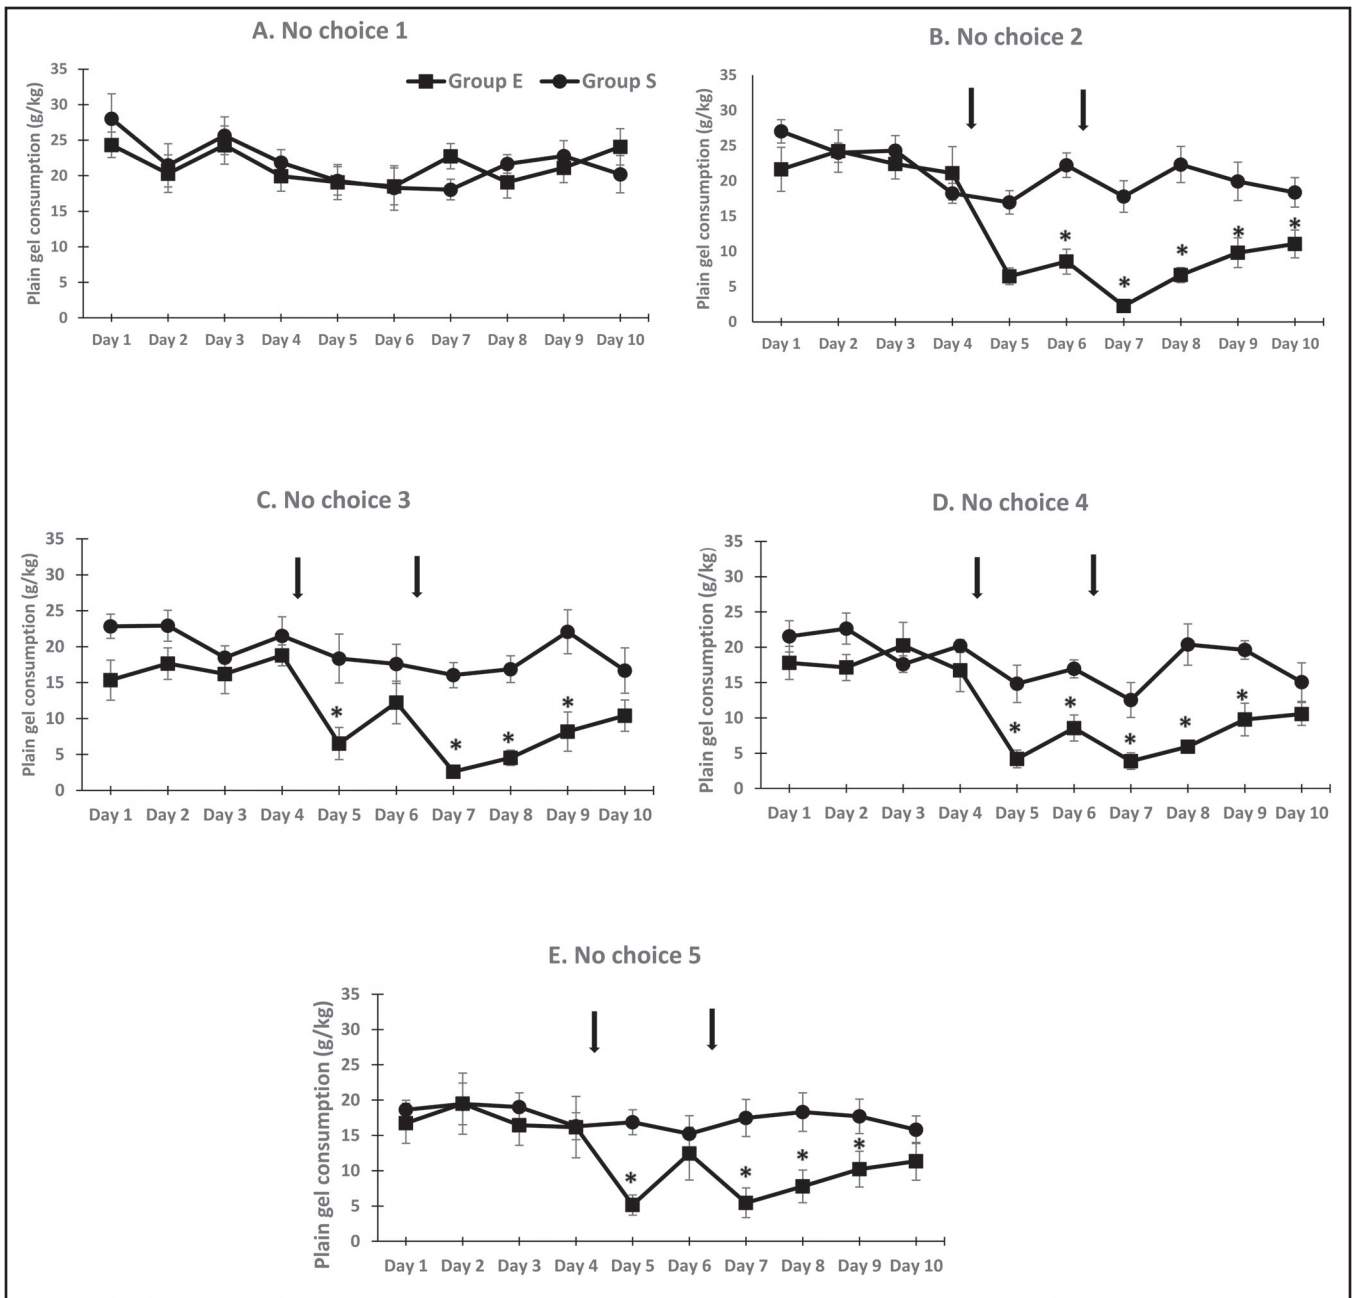 A. No choice 1
Plain gel consumption (g/kg)
35
30
25
20
15
10
5
0
Group E
Group S
Day 1 Day 2 Day 3 Day 4 Day 5 Day 6 Day 7 Day 8 Day 9 Day 10
B. No choice 2
Plain gel consumption (g/kg)
35
30
25
20
15
10
5
0
* * * * *
Day 1 Day 2 Day 3 Day 4 Day 5 Day 6 Day 7 Day 8 Day 9 Day 10
C. No choice 3
Plain gel consumption (g/kg)
35
30
25
20
15
10
5
0
* * * *
Day 1 Day 2 Day 3 Day 4 Day 5 Day 6 Day 7 Day 8 Day 9 Day 10
D. No choice 4
Plain gel consumption (g/kg)
35
30
25
20
15
10
5
0
* * * * *
Day 1 Day 2 Day 3 Day 4 Day 5 Day 6 Day 7 Day 8 Day 9 Day 10
E. No choice 5
Plain gel consumption (g/kg)
35
30
25
20
15
10
5
0
* * * *
Day 1 Day 2 Day 3 Day 4 Day 5 Day 6 Day 7 Day 8 Day 9 Day 10